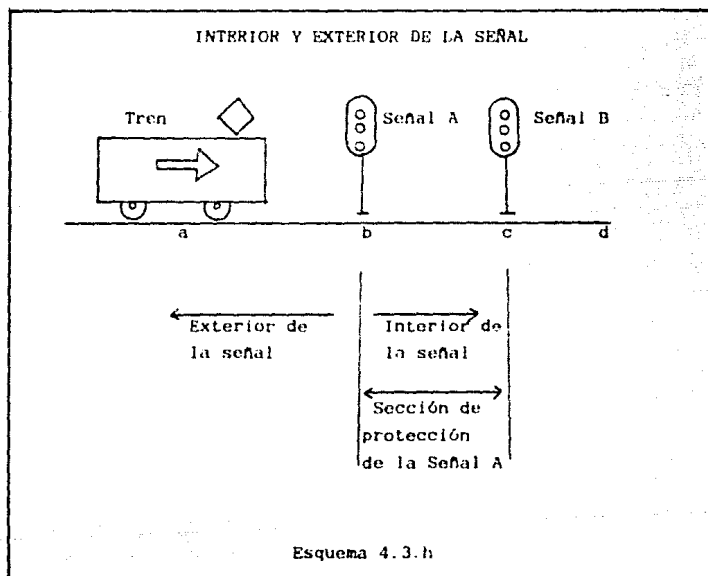 INTERIOR Y EXTERIOR DE LA SEÑAL
Tren
Señal A
Señal B
a
b
c
d
Exterior de
la señal
Interior de
la señal
Sección de
protección
de la Señal A
Esquema 4.3.h